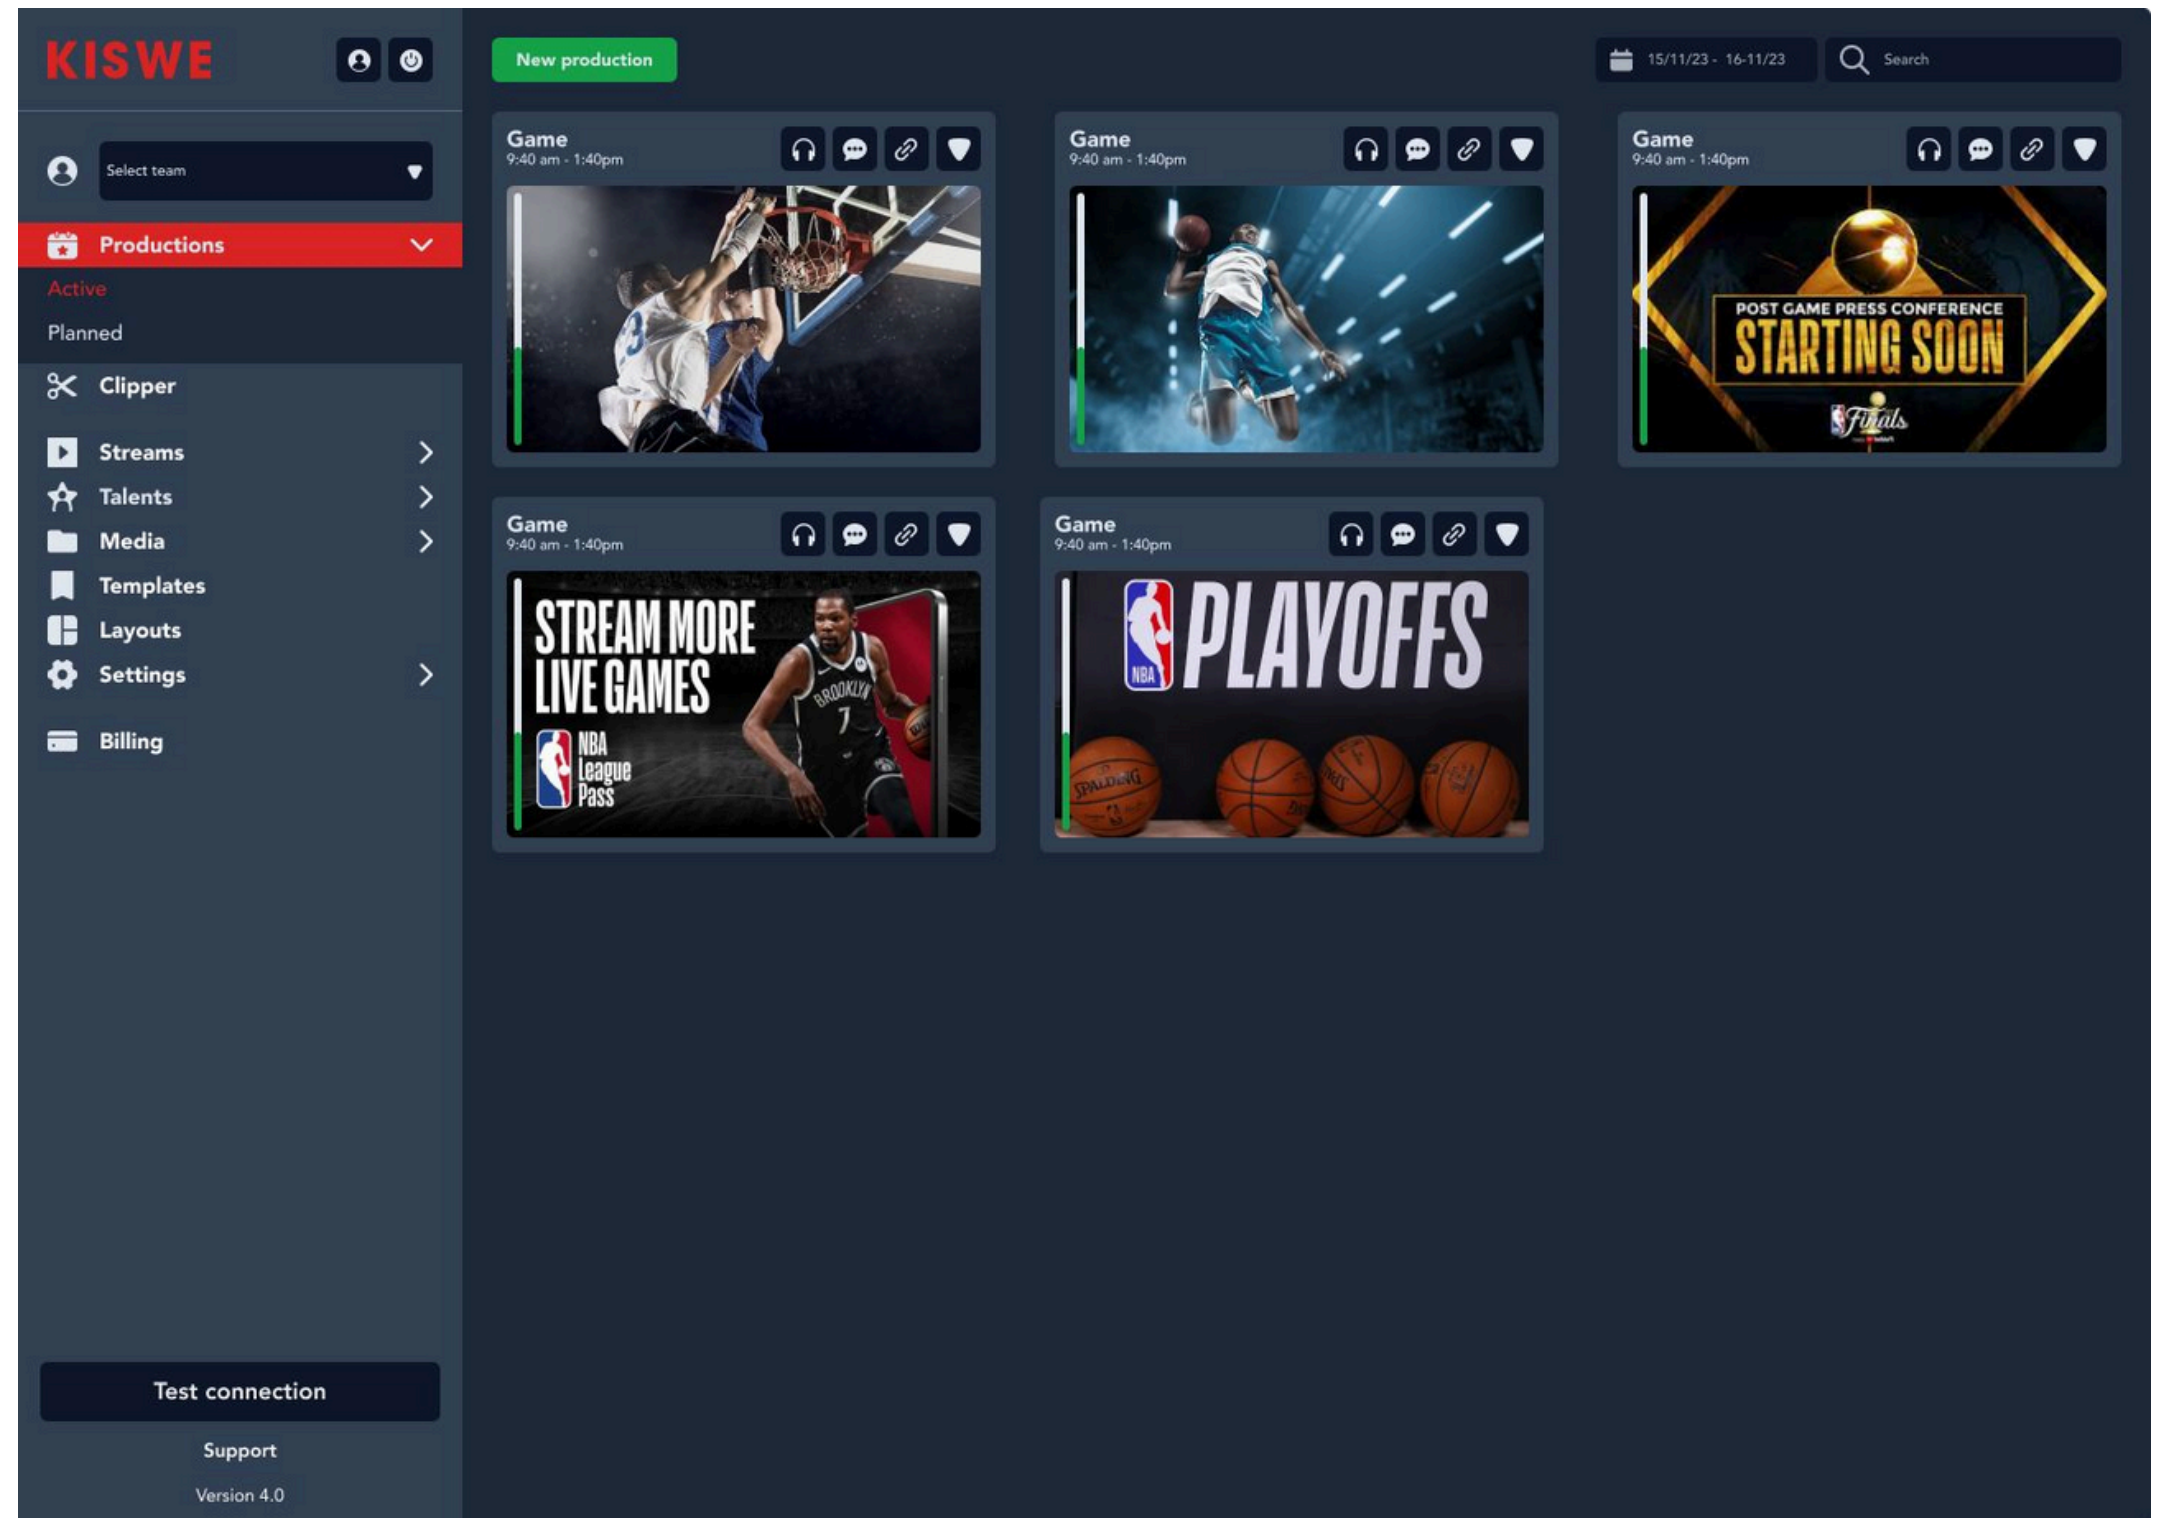 KISWE
Select team
Productions
Active
Planned
Clipper
Streams
Talents
Media
Templates
Layouts
Settings
Billing
Test connection
Support
Version 4.0
New production
15/11/23 - 16-11/23
Search
Game
9:40 am - 1:40pm
3
Game
9:40 am - 1:40pm
Game
9:40 am - 1:40pm
POST GAME PRESS CONFERENCE
STARTING SOON
Finals
Game
9:40 am - 1:40pm
STREAM MORE
LIVE GAMES
NBA
League
Pass
BROOKLYN
7
Game
9:40 am - 1:40pm
NBA
PLAYOFFS
SPALDING